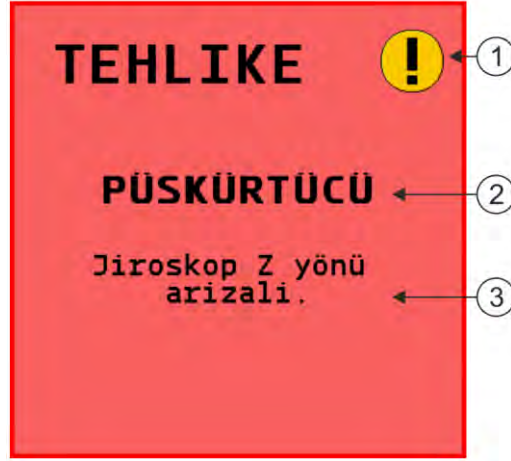 TEHLIKE ! 1
PÜSKÜRTÜCÜ 2
Jiroskop Z yönü
arizali. 3